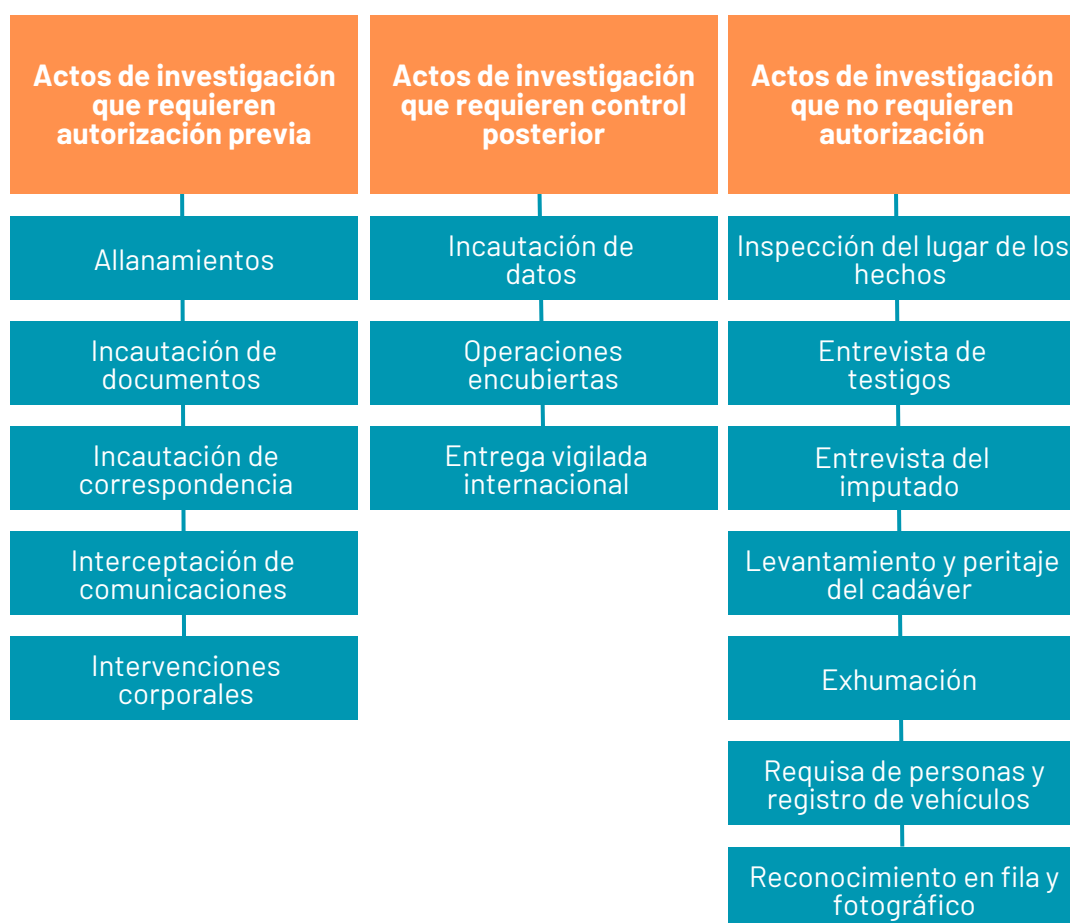 Actos de investigación
que requieren
autorización previa
Allanamientos
Incautación de
documentos
Incautación de
correspondencia
Interceptación de
comunicaciones
Intervenciones
corporales
Actos de investigación
que requieren control
posterior
Incautación de
datos
Operaciones
encubiertas
Entrega vigilada
internacional
Actos de investigación
que no requieren
autorización
Inspección del lugar de los
hechos
Entrevista de
testigos
Entrevista del
imputado
Levantamiento y peritaje
del cadáver
Exhumación
Requisa de personas y
registro de vehículos
Reconocimiento en fila y
fotográfico